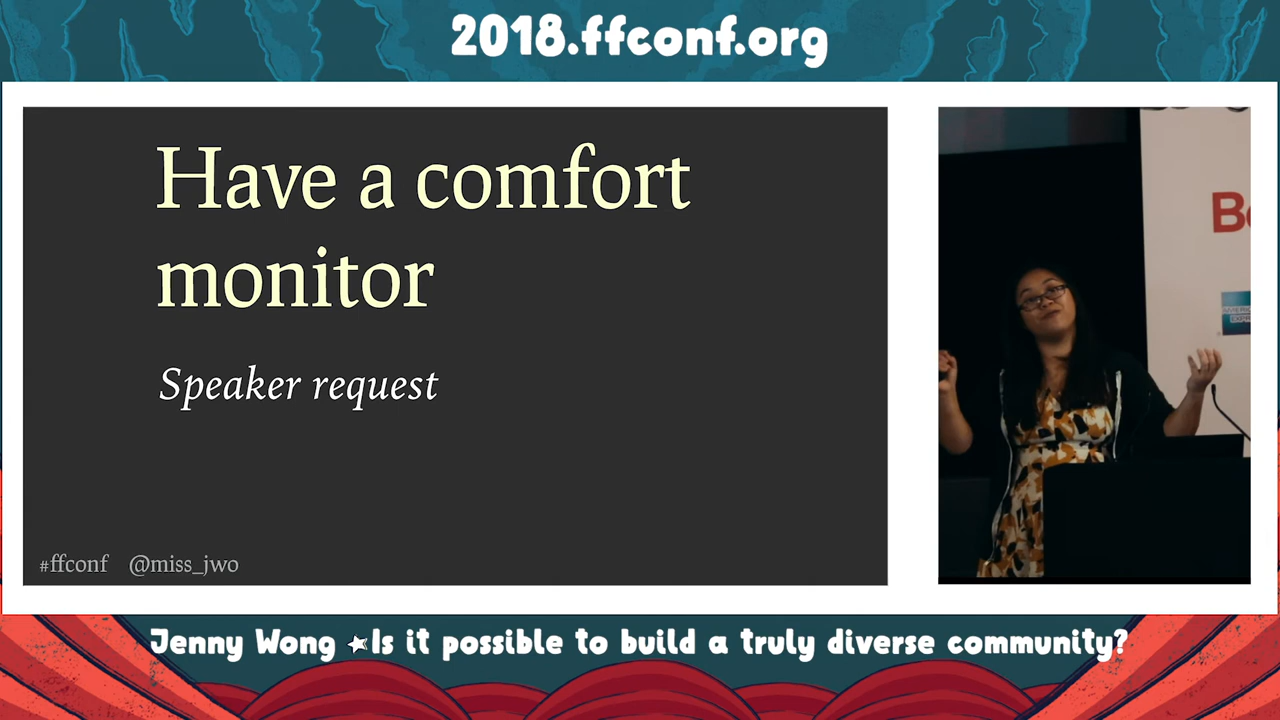 2018.ffconf.org
Have a comfort
monitor
Speaker request
#ffconf @miss_jwo
Jenny Wong ★Is it possible to build a truly diverse community?